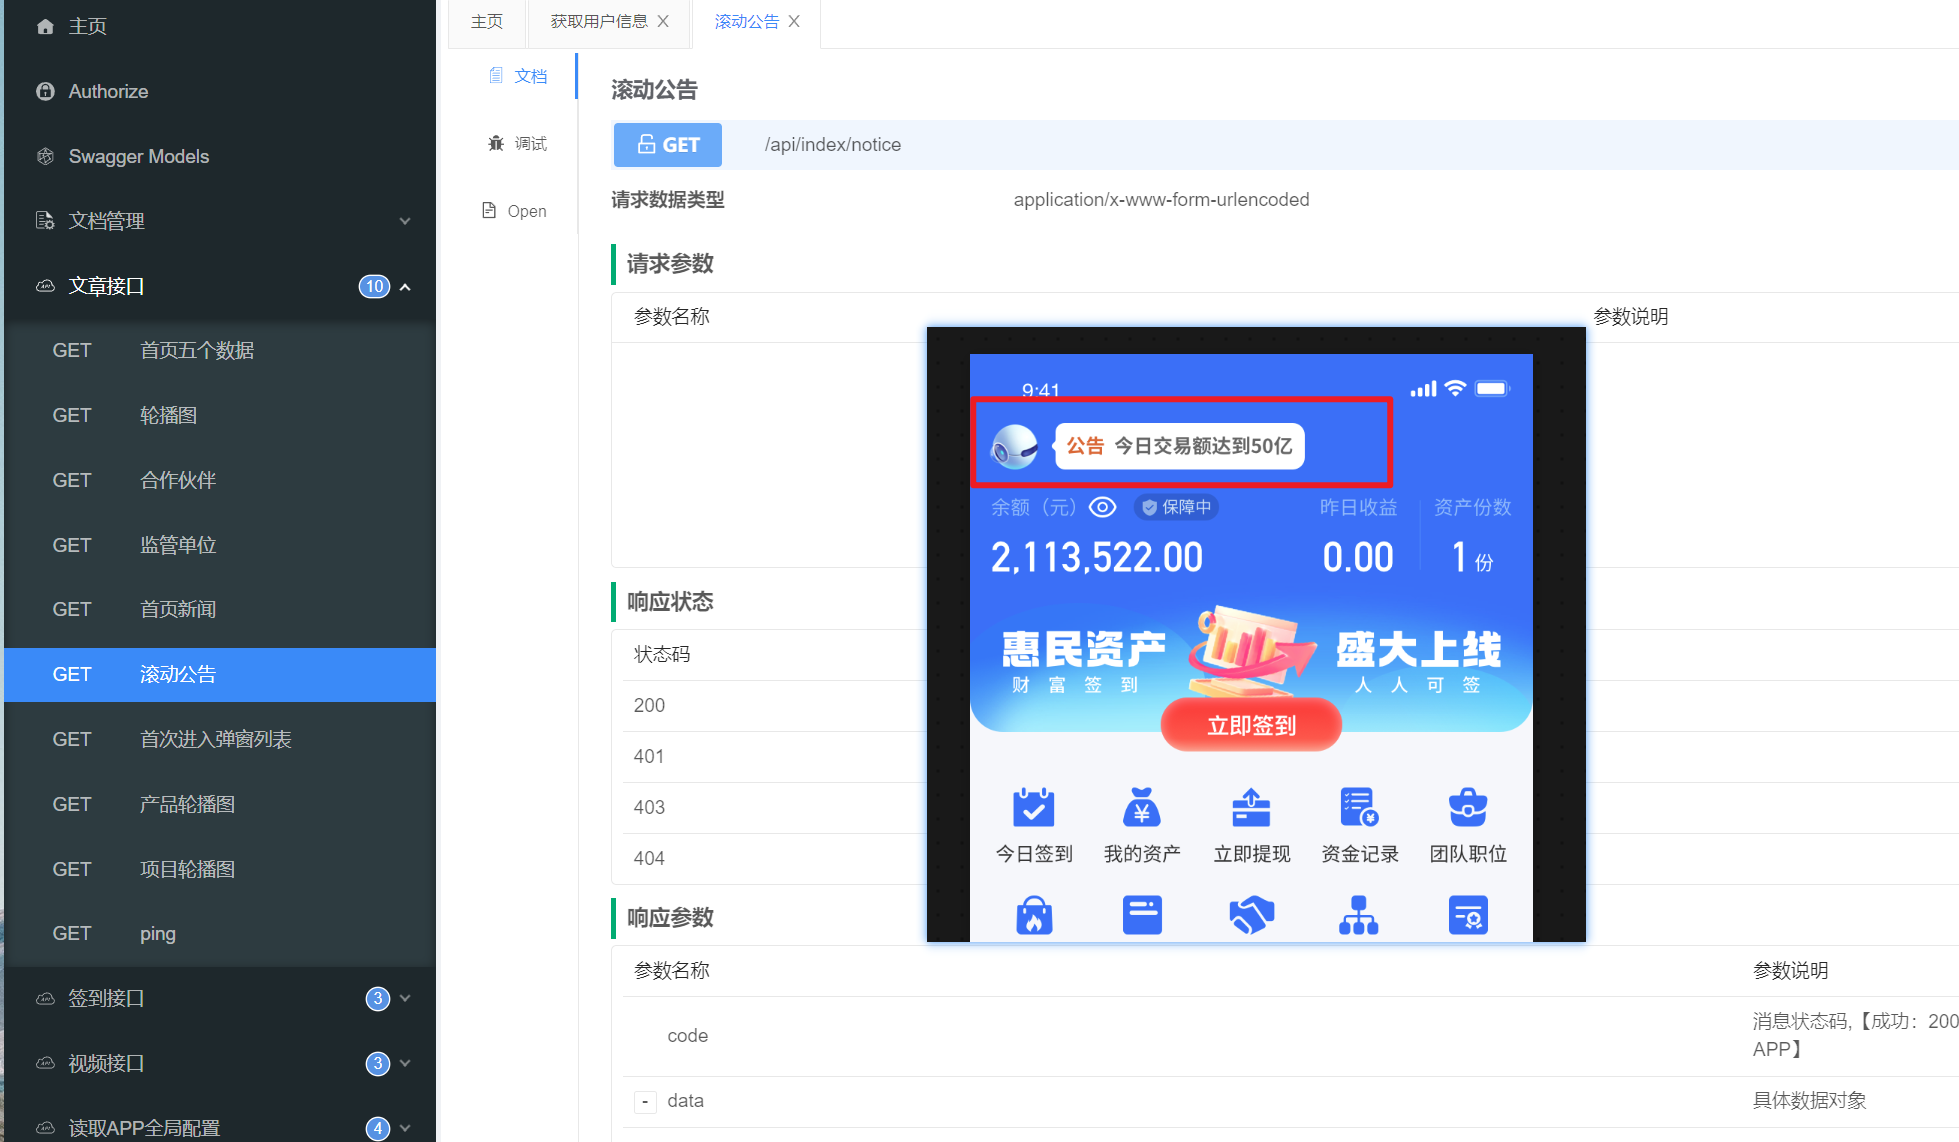 主页
Authorize
Swagger Models
文档管理
文章接口 10
GET 首页五个数据
GET 轮播图
GET 合作伙伴
GET 监管单位
GET 首页新闻
GET 滚动公告
GET 首次进入弹窗列表
GET 产品轮播图
GET 项目轮播图
GET ping
签到接口 3
视频接口 3
读取APP全局配置 4
主页 获取用户信息 滚动公告
文档
调试
Open
滚动公告
GET /api/index/notice
请求数据类型 application/x-www-form-urlencoded
请求参数
参数名称 参数说明
9:41
公告 今日交易额达到50亿
余额（元） 保障中 昨日收益 资产份数
2,113,522.00 0.00 1 份
惠民资产 盛大上线
财富签到 人人可签
立即签到
今日签到 我的资产 立即提现 资金记录 团队职位
响应状态
状态码
200
401
403
404
响应参数
参数名称 参数说明
code 消息状态码,【成功：200
APP】
- data 具体数据对象